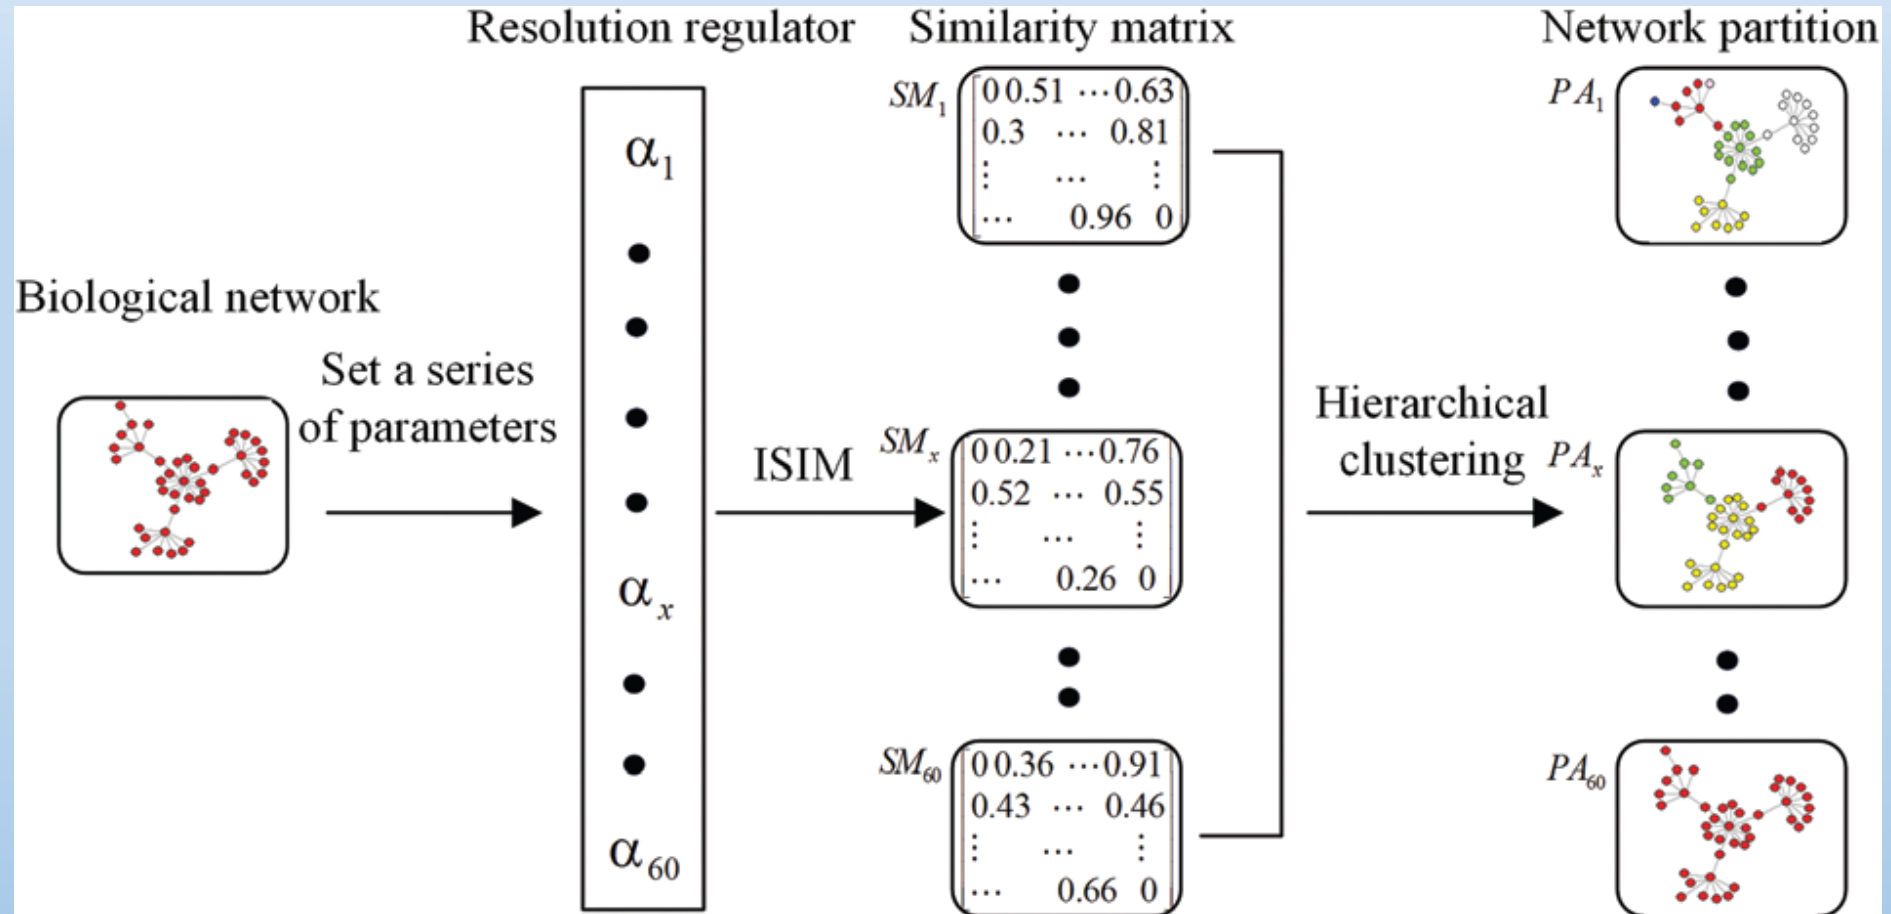 Resolution regulator
Similarity matrix
Network partition
Biological network
Set a series
of parameters
α1
αx
α60
ISIM
SM1
0 0.51 ⋯ 0.63
0.3 ⋯ 0.81
⋮ ⋯ ⋮
⋯ 0.96 0
SMx
0 0.21 ⋯ 0.76
0.52 ⋯ 0.55
⋮ ⋯ ⋮
⋯ 0.26 0
SM60
0 0.36 ⋯ 0.91
0.43 ⋯ 0.46
⋮ ⋯ ⋮
⋯ 0.66 0
Hierarchical
clustering
PA1
PAx
PA60